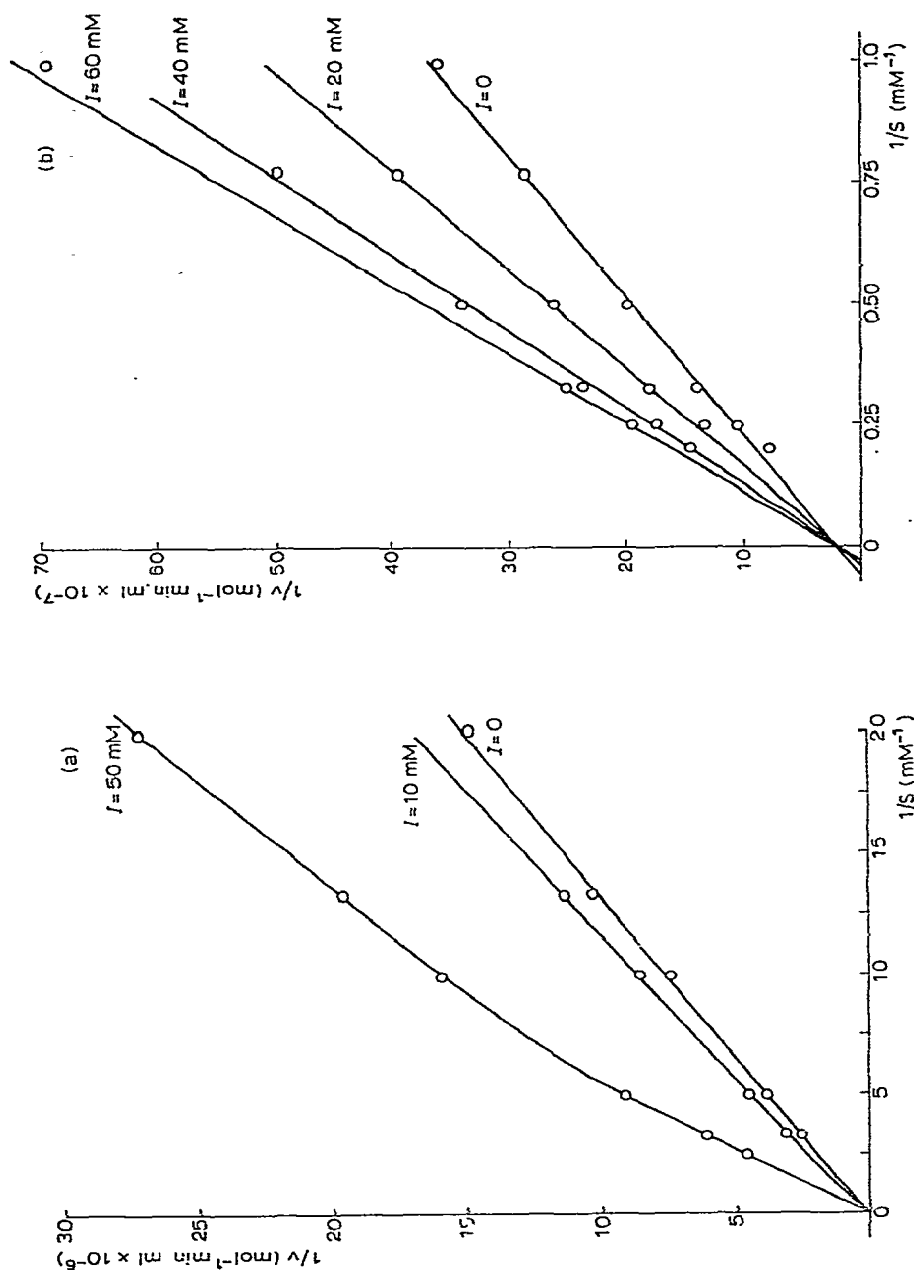 (a)
1/v (mol⁻¹ min ml × 10⁻⁶)
30
25
20
15
10
5
I=50 mM
I=10 mM
I=0
0
5
10
15
20
1/S (mM⁻¹)
(b)
1/v (mol⁻¹ min.ml × 10⁻⁷)
70
60
50
40
30
20
10
I=60 mM
I=40 mM
I=20 mM
I=0
0
0.25
0.50
0.75
1.0
1/S (mM⁻¹)